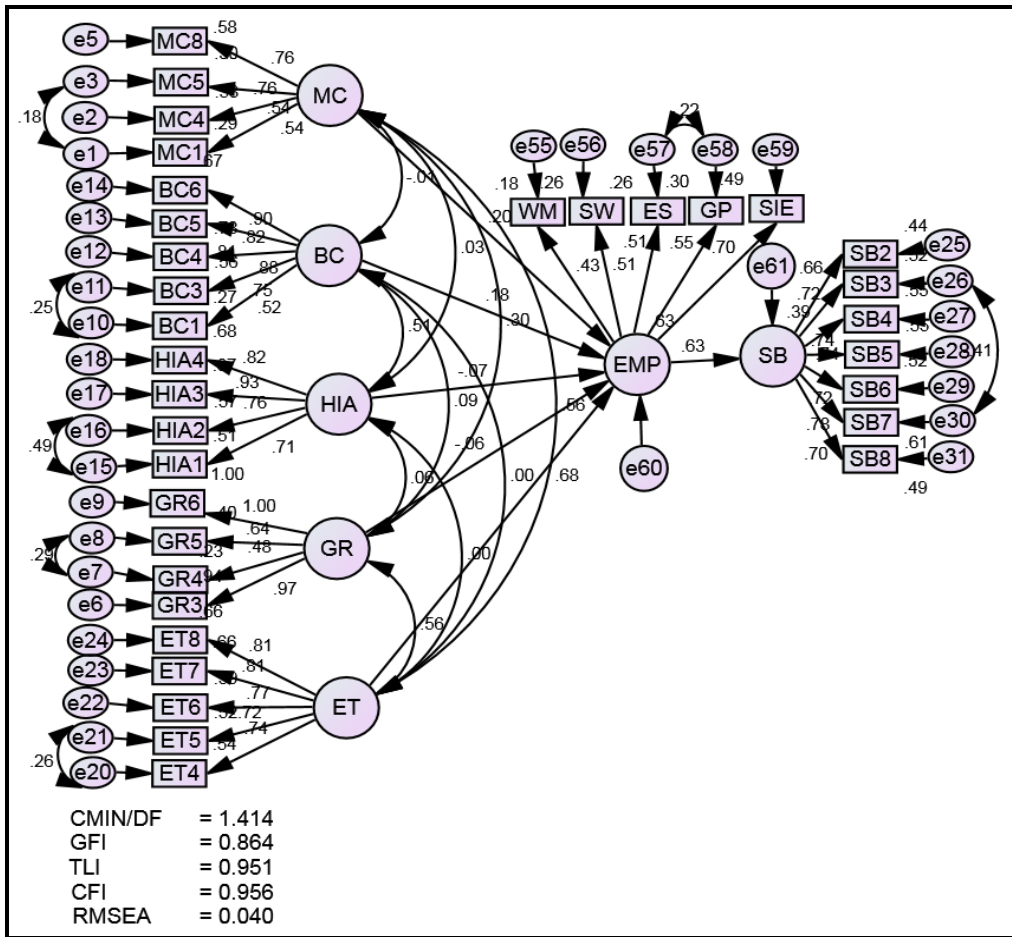 e5 MC8 .58
.76
e3 MC5 .76
.18 e2 MC4 .54
.29
e1 MC1 .54
MC
e14 BC6 .90
e13 BC5 .82
e12 BC4
.88
e11 BC3 .75
.25 .27
e10 BC1 .52
.68
BC
e18 HIA4 .82
e17 HIA3 .93
.76
e16 HIA2
.49 .51
e15 HIA1 .71
1.00
HIA
e9 GR6 1.00
.64
e8 GR5 .48
.29 .23
e7 GR4
e6 GR3 .97
GR
e24 ET8 .81
.66
e23 ET7 .81
e22 ET6 .77
.72
e21 ET5 .74
.26 .54
e20 ET4
ET
-.01
.03
.51
.09
-.06
.06
.00
.68
.00
.56
.20
.18
.30
-.07
.56
.22
e55 e56 e57 e58 e59
.18 .26 .26 .30 .49
WM SW ES GP SIE
.43 .51 .51 .55 .70
.63
EMP
e60
.63
e61
.39
SB
.66 SB2 .44 e25
.72 SB3 .52 e26
.74 SB4 .55 e27
SB5 e28 .41
SB6 .52 e29
.72 SB7 e30
.78 .61
.70 SB8 e31
.49
CMIN/DF = 1.414
GFI = 0.864
TLI = 0.951
CFI = 0.956
RMSEA = 0.040